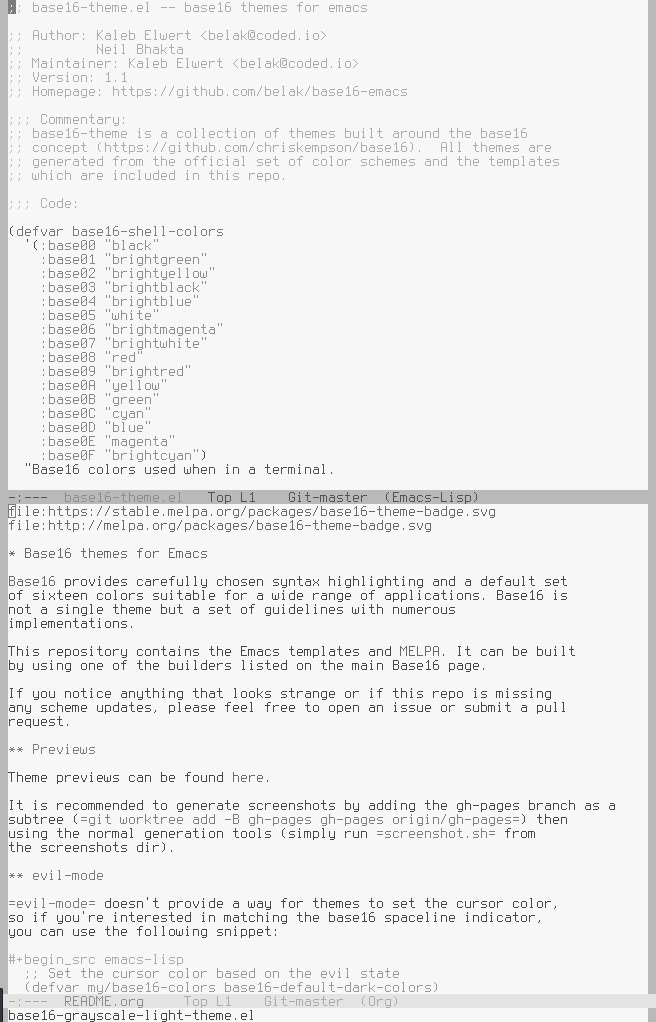 ;; base16-theme.el -- base16 themes for emacs
;; Author: Kaleb Elwert <belak@coded.io>
;;         Neil Bhakta
;; Maintainer: Kaleb Elwert <belak@coded.io>
;; Version: 1.1
;; Homepage: https://github.com/belak/base16-emacs
;;; Commentary:
;; base16-theme is a collection of themes built around the base16
;; concept (https://github.com/chriskempson/base16).  All themes are
;; generated from the official set of color schemes and the templates
;; which are included in this repo.
;;; Code:
(defvar base16-shell-colors
  '(:base00 "black"
    :base01 "brightgreen"
    :base02 "brightyellow"
    :base03 "brightblack"
    :base04 "brightblue"
    :base05 "white"
    :base06 "brightmagenta"
    :base07 "brightwhite"
    :base08 "red"
    :base09 "brightred"
    :base0A "yellow"
    :base0B "green"
    :base0C "cyan"
    :base0D "blue"
    :base0E "magenta"
    :base0F "brightcyan")
  "Base16 colors used when in a terminal.
-:---  base16-theme.el   Top L1    Git-master  (Emacs-Lisp)
file:https://stable.melpa.org/packages/base16-theme-badge.svg
file:http://melpa.org/packages/base16-theme-badge.svg
* Base16 themes for Emacs
Base16 provides carefully chosen syntax highlighting and a default set
of sixteen colors suitable for a wide range of applications. Base16 is
not a single theme but a set of guidelines with numerous
implementations.
This repository contains the Emacs templates and MELPA. It can be built
by using one of the builders listed on the main Base16 page.
If you notice anything that looks strange or if this repo is missing
any scheme updates, please feel free to open an issue or submit a pull
request.
** Previews
Theme previews can be found here.
It is recommended to generate screenshots by adding the gh-pages branch as a
subtree (=git worktree add -B gh-pages gh-pages origin/gh-pages=) then
using the normal generation tools (simply run =screenshot.sh= from
the screenshots dir).
** evil-mode
=evil-mode= doesn't provide a way for themes to set the cursor color,
so if you're interested in matching the base16 spaceline indicator,
you can use the following snippet:
#+begin_src emacs-lisp
  ;; Set the cursor color based on the evil state
  (defvar my/base16-colors base16-default-dark-colors)
-:---  README.org     Top L1    Git-master  (Org)
base16-grayscale-light-theme.el